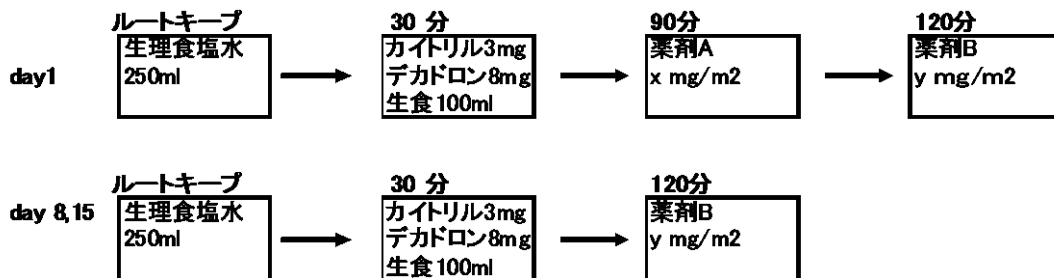 ルートキープ 30 分 90分 120分
day1
生理食塩水
250ml
カイトリル3mg
デカドロン8mg
生食100ml
薬剤A
x mg/m2
薬剤B
y mg/m2
ルートキープ 30 分 120分
day 8,15
生理食塩水
250ml
カイトリル3mg
デカドロン8mg
生食100ml
薬剤B
y mg/m2